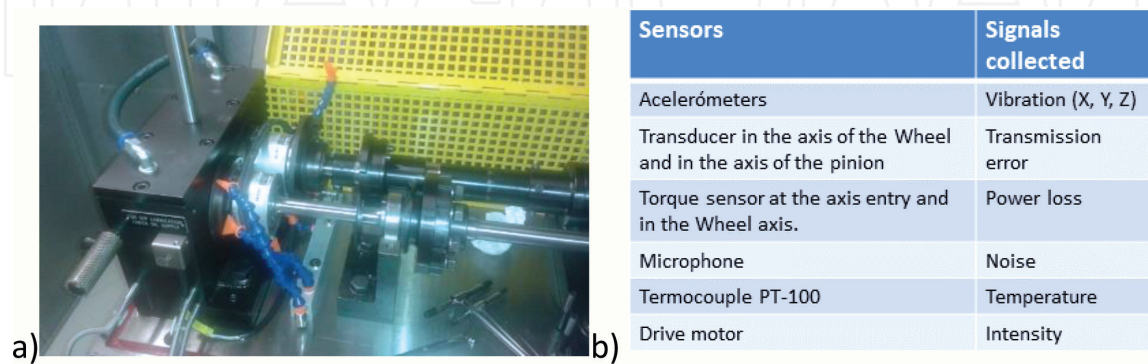 a)
b)
Sensors
Signals
collected
Acelerómeters
Vibration (X, Y, Z)
Transducer in the axis of the Wheel
and in the axis of the pinion
Transmission
error
Torque sensor at the axis entry and
in the Wheel axis.
Power loss
Microphone
Noise
Termocouple PT-100
Temperature
Drive motor
Intensity